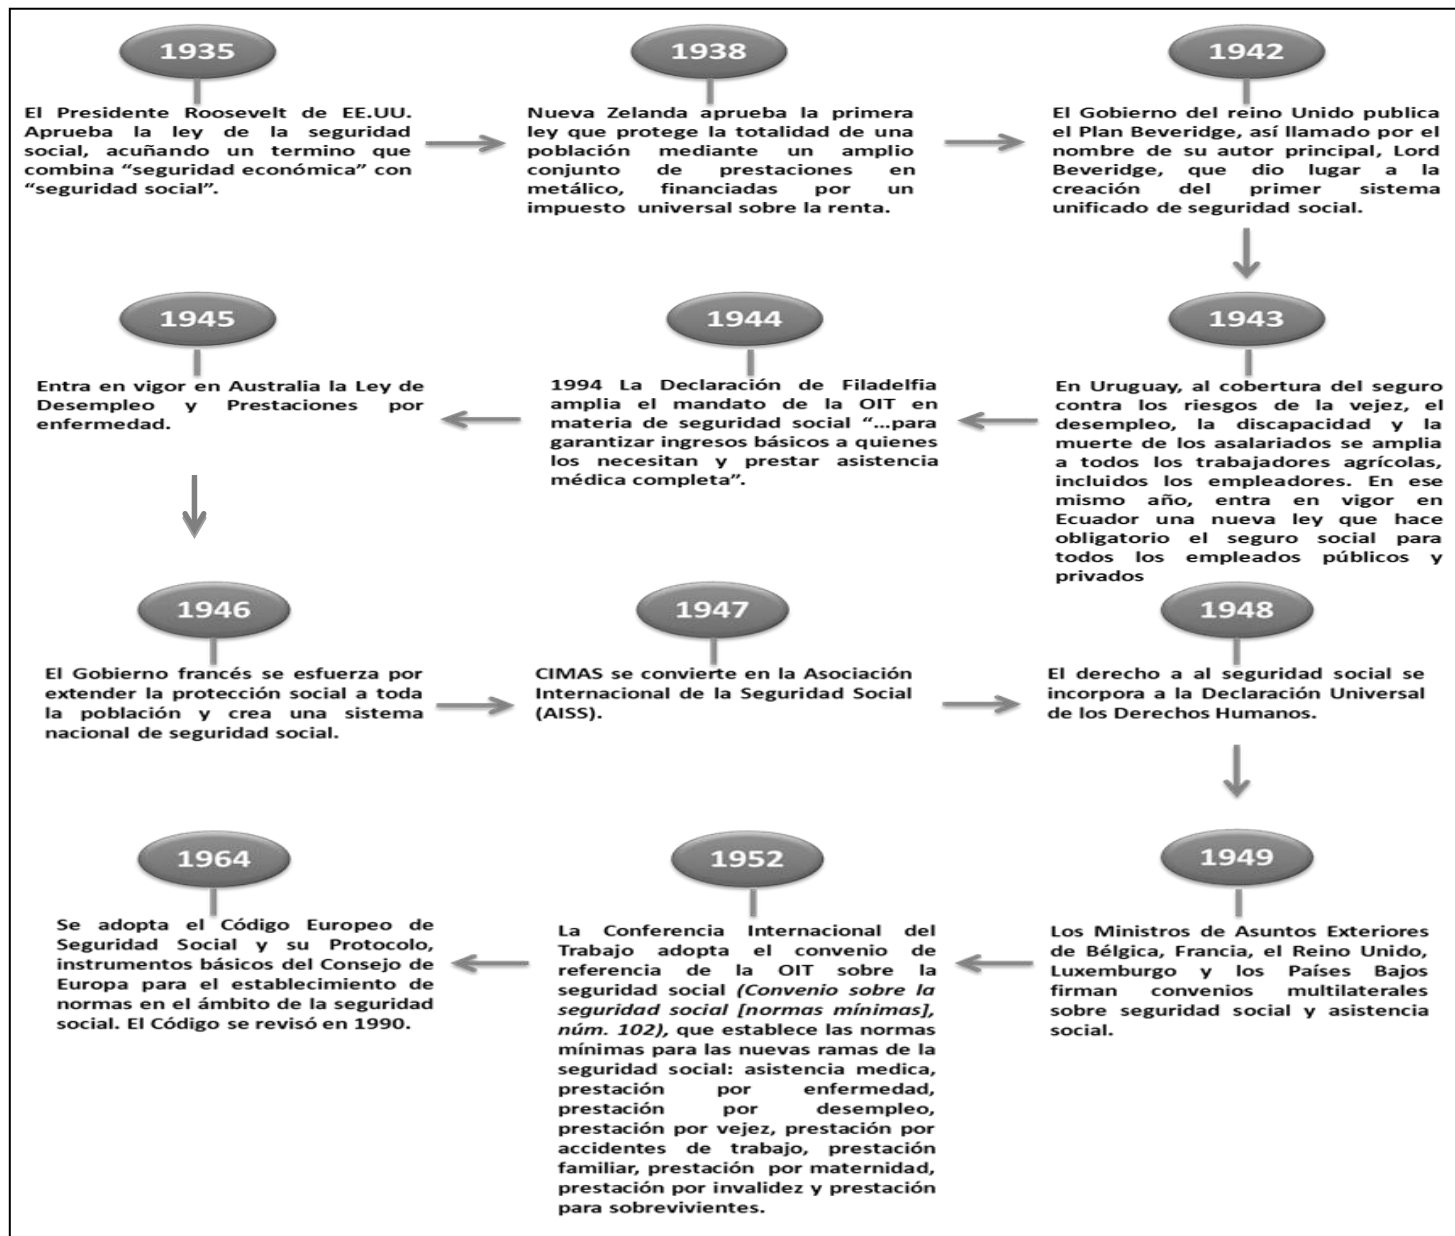 1935
El Presidente Roosevelt de EE.UU.
Aprueba la ley de la seguridad
social, acuñando un termino que
combina “seguridad económica” con
“seguridad social”.
1938
Nueva Zelanda aprueba la primera
ley que protege la totalidad de una
población mediante un amplio
conjunto de prestaciones en
metálico, financiadas por un
impuesto universal sobre la renta.
1942
El Gobierno del reino Unido publica
el Plan Beveridge, así llamado por el
nombre de su autor principal, Lord
Beveridge, que dio lugar a la
creación del primer sistema
unificado de seguridad social.
1943
En Uruguay, al cobertura del seguro
contra los riesgos de la vejez, el
desempleo, la discapacidad y la
muerte de los asalariados se amplia
a todos los trabajadores agrícolas,
incluidos los empleadores. En ese
mismo año, entra en vigor en
Ecuador una nueva ley que hace
obligatorio el seguro social para
todos los empleados públicos y
privados
1944
1994 La Declaración de Filadelfia
amplia el mandato de la OIT en
materia de seguridad social “...para
garantizar ingresos básicos a quienes
los necesitan y prestar asistencia
médica completa”.
1945
Entra en vigor en Australia la Ley de
Desempleo y Prestaciones por
enfermedad.
1946
El Gobierno francés se esfuerza por
extender la protección social a toda
la población y crea una sistema
nacional de seguridad social.
1947
CIMAS se convierte en la Asociación
Internacional de la Seguridad Social
(AISS).
1948
El derecho a al seguridad social se
incorpora a la Declaración Universal
de los Derechos Humanos.
1949
Los Ministros de Asuntos Exteriores
de Bélgica, Francia, el Reino Unido,
Luxemburgo y los Países Bajos
firman convenios multilaterales
sobre seguridad social y asistencia
social.
1952
La Conferencia Internacional del
Trabajo adopta el convenio de
referencia de la OIT sobre la
seguridad social (Convenio sobre la
seguridad social [normas mínimas],
núm. 102), que establece las normas
mínimas para las nuevas ramas de la
seguridad social: asistencia medica,
prestación por enfermedad,
prestación por desempleo,
prestación por vejez, prestación por
accidentes de trabajo, prestación
familiar, prestación por maternidad,
prestación por invalidez y prestación
para sobrevivientes.
1964
Se adopta el Código Europeo de
Seguridad Social y su Protocolo,
instrumentos básicos del Consejo de
Europa para el establecimiento de
normas en el ámbito de la seguridad
social. El Código se revisó en 1990.